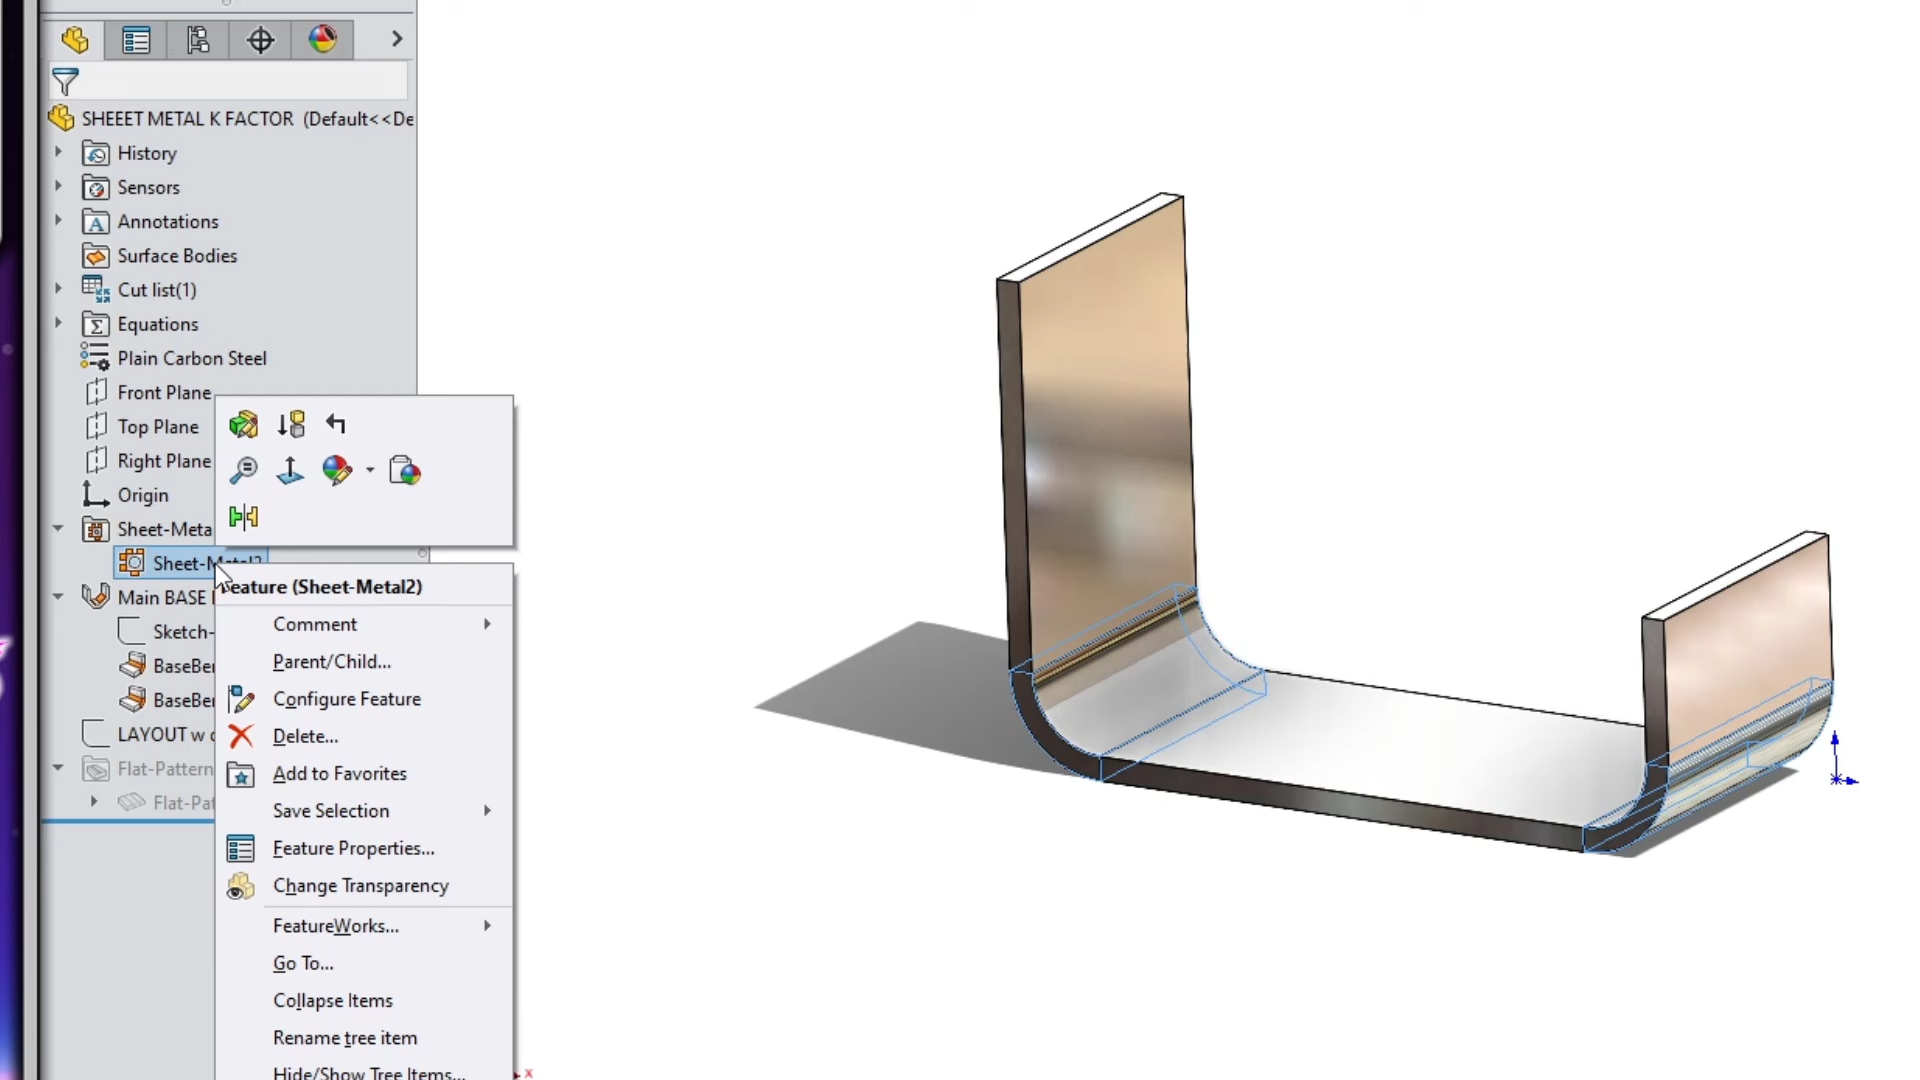 SHEEET METAL K FACTOR (Default<<De
History
Sensors
Annotations
Surface Bodies
Cut list(1)
Equations
Plain Carbon Steel
Front Plane
Top Plane
Right Plane
Origin
Sheet-Meta
Sheet-Metal2
Main BASE
Sketch-
BaseBe
BaseBe
LAYOUT w
Flat-Pattern
Flat-Pat
Feature (Sheet-Metal2)
Comment
Parent/Child...
Configure Feature
Delete...
Add to Favorites
Save Selection
Feature Properties...
Change Transparency
FeatureWorks...
Go To...
Collapse Items
Rename tree item
Hide/Show Tree Items...
x